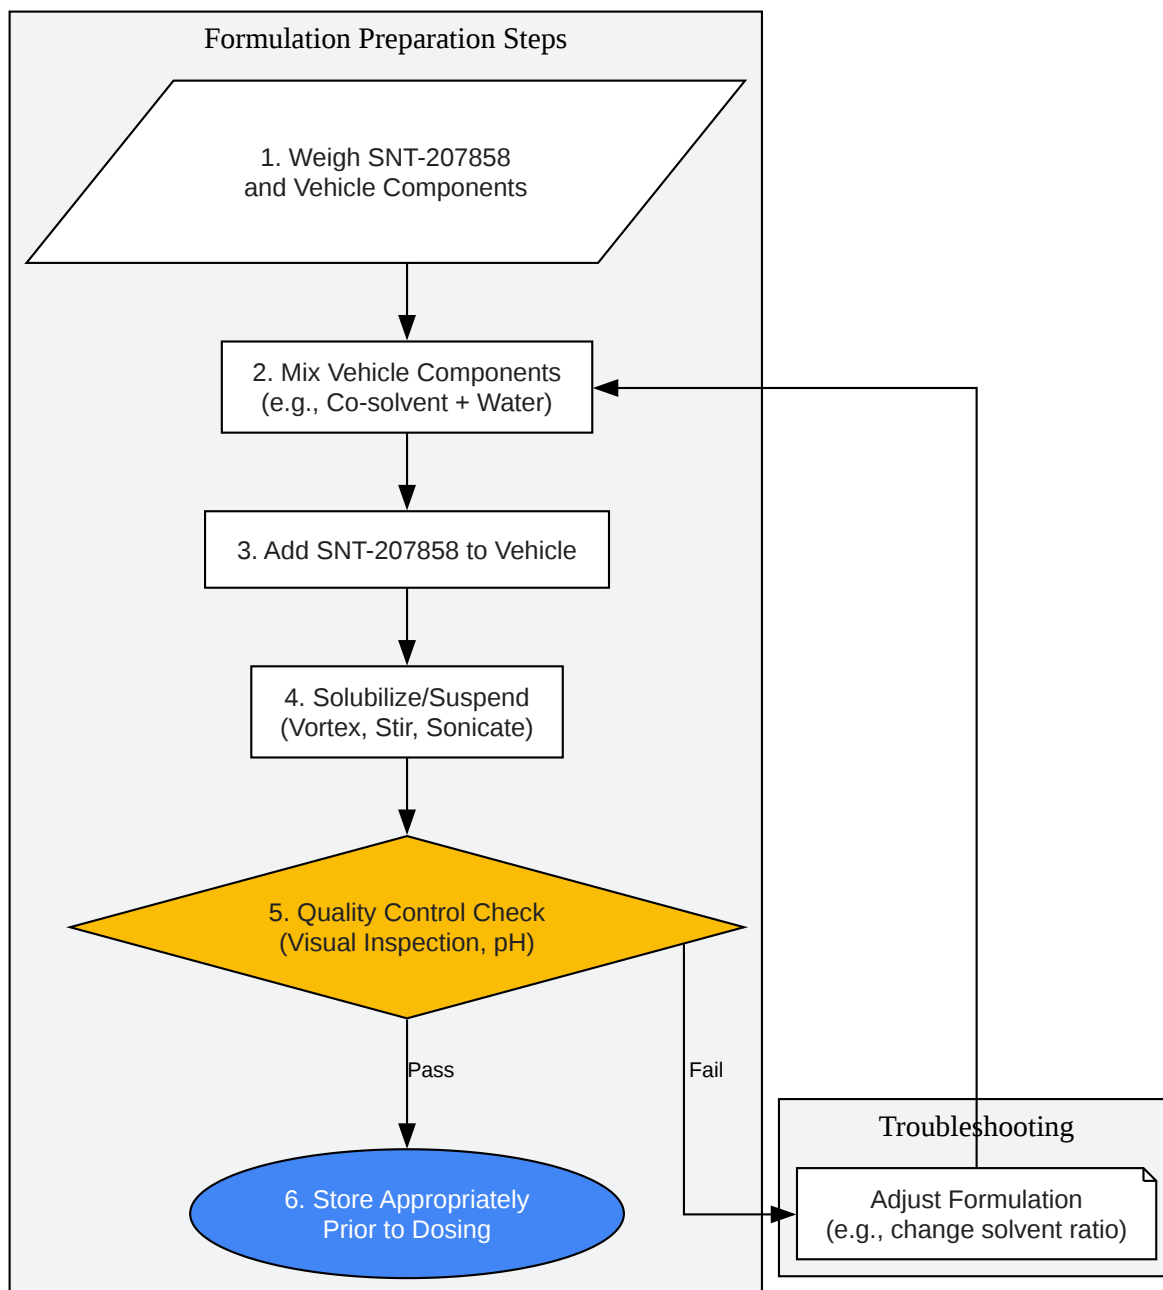 Formulation Preparation Steps
1. Weigh SNT-207858
and Vehicle Components
2. Mix Vehicle Components
(e.g., Co-solvent + Water)
3. Add SNT-207858 to Vehicle
4. Solubilize/Suspend
(Vortex, Stir, Sonicate)
5. Quality Control Check
(Visual Inspection, pH)
Pass
Fail
6. Store Appropriately
Prior to Dosing
Troubleshooting
Adjust Formulation
(e.g., change solvent ratio)